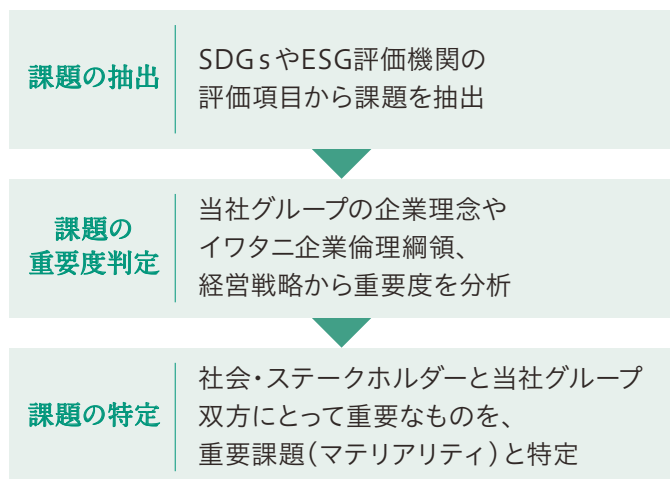 課題の抽出
SDGsやESG評価機関の
評価項目から課題を抽出
課題の
重要度判定
当社グループの企業理念や
イワタニ企業倫理綱領、
経営戦略から重要度を分析
課題の特定
社会・ステークホルダーと当社グループ
双方にとって重要なものを、
重要課題(マテリアリティ)と特定